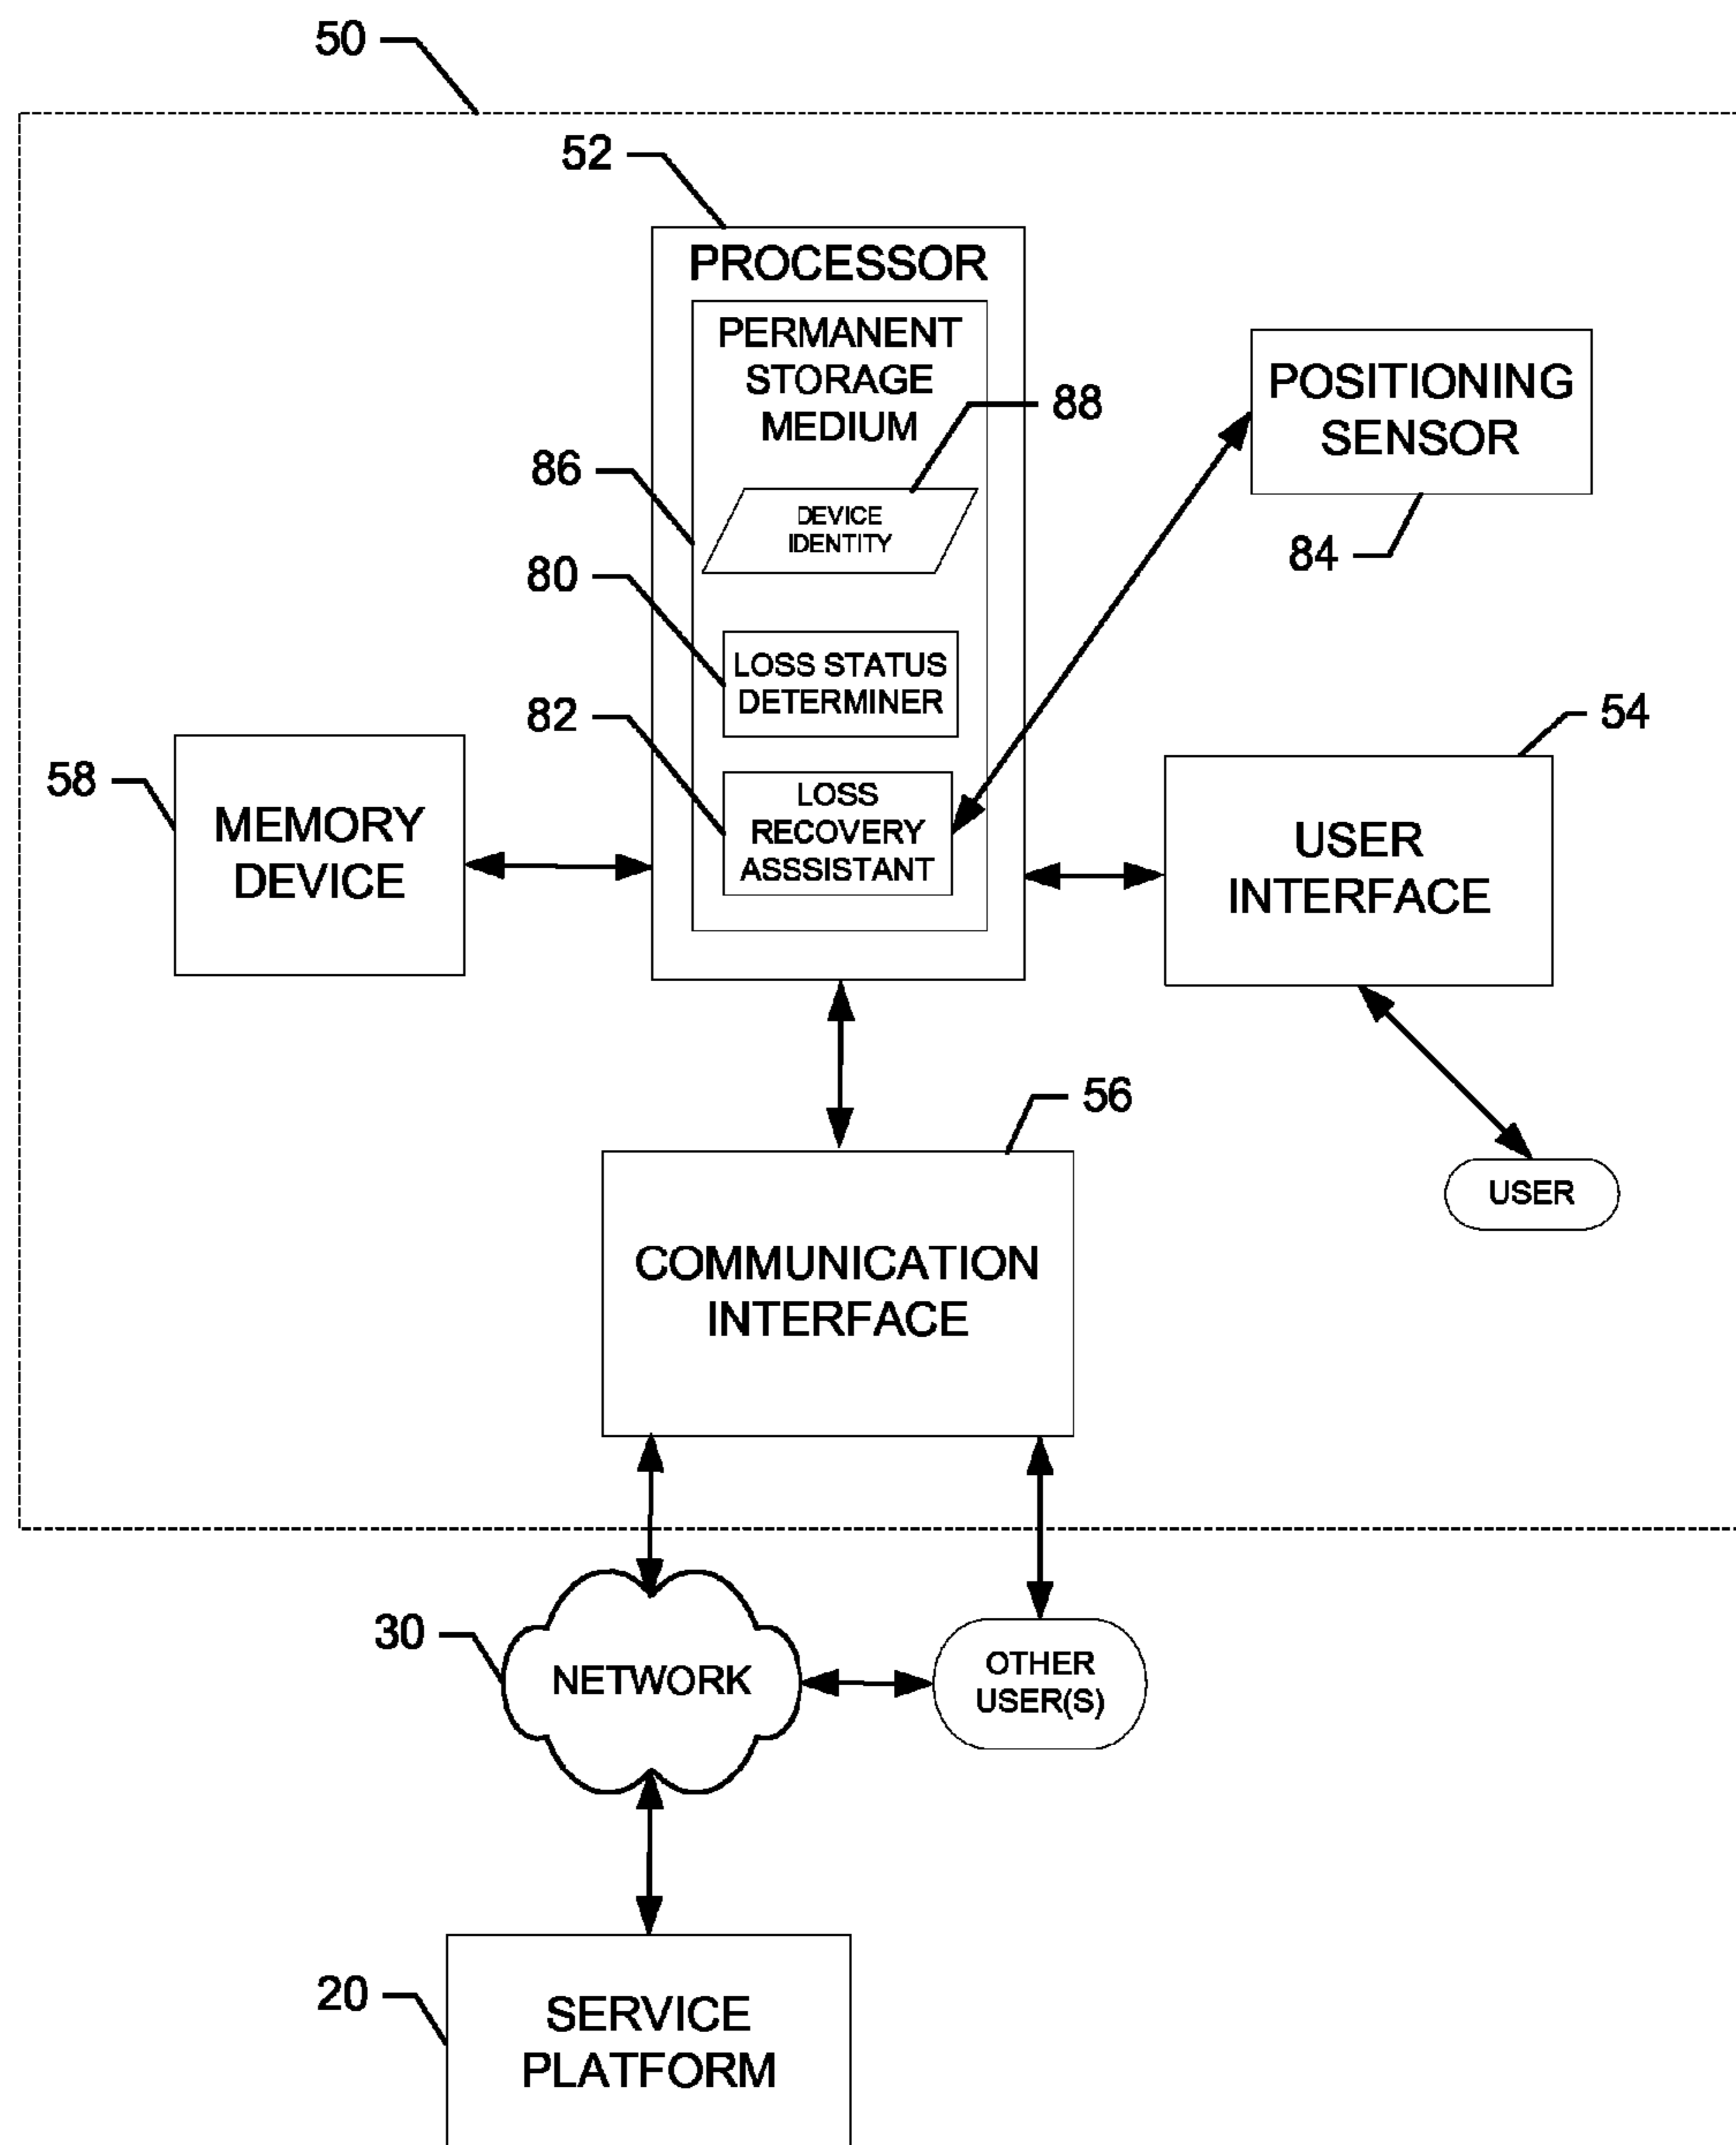 50
52
PROCESSOR
PERMANENT
STORAGE
MEDIUM
88
POSITIONING
SENSOR
86
DEVICE
IDENTITY
84
80
LOSS STATUS
DETERMINER
82
54
58
LOSS
RECOVERY
ASSSISTANT
MEMORY
DEVICE
USER
INTERFACE
56
USER
COMMUNICATION
INTERFACE
30
NETWORK
OTHER
USER(S)
20
SERVICE
PLATFORM